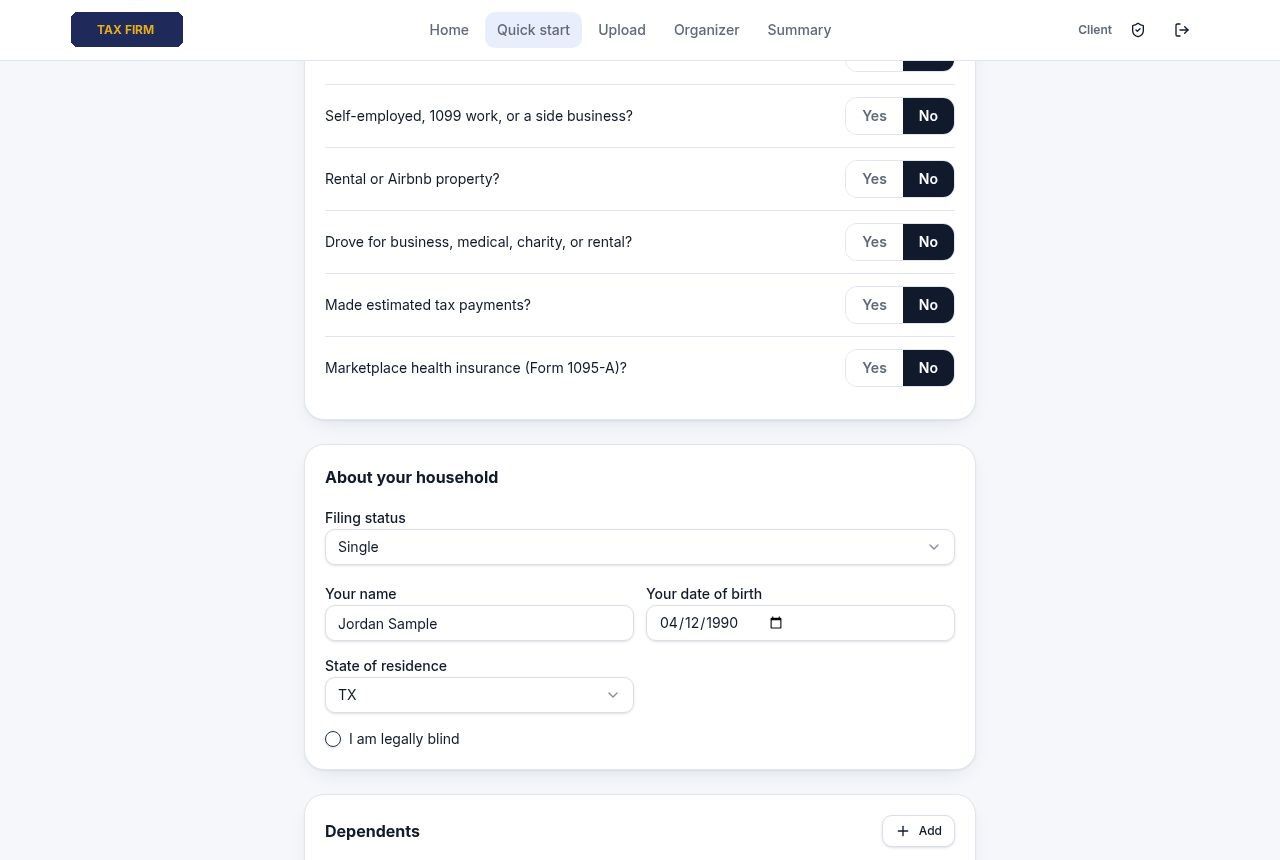 TAX FIRM
Home Quick start Upload Organizer Summary Client
Self-employed, 1099 work, or a side business? Yes No
Rental or Airbnb property? Yes No
Drove for business, medical, charity, or rental? Yes No
Made estimated tax payments? Yes No
Marketplace health insurance (Form 1095-A)? Yes No
About your household
Filing status
Single
Your name Your date of birth
Jordan Sample 04/12/1990
State of residence
TX
I am legally blind
Dependents Add